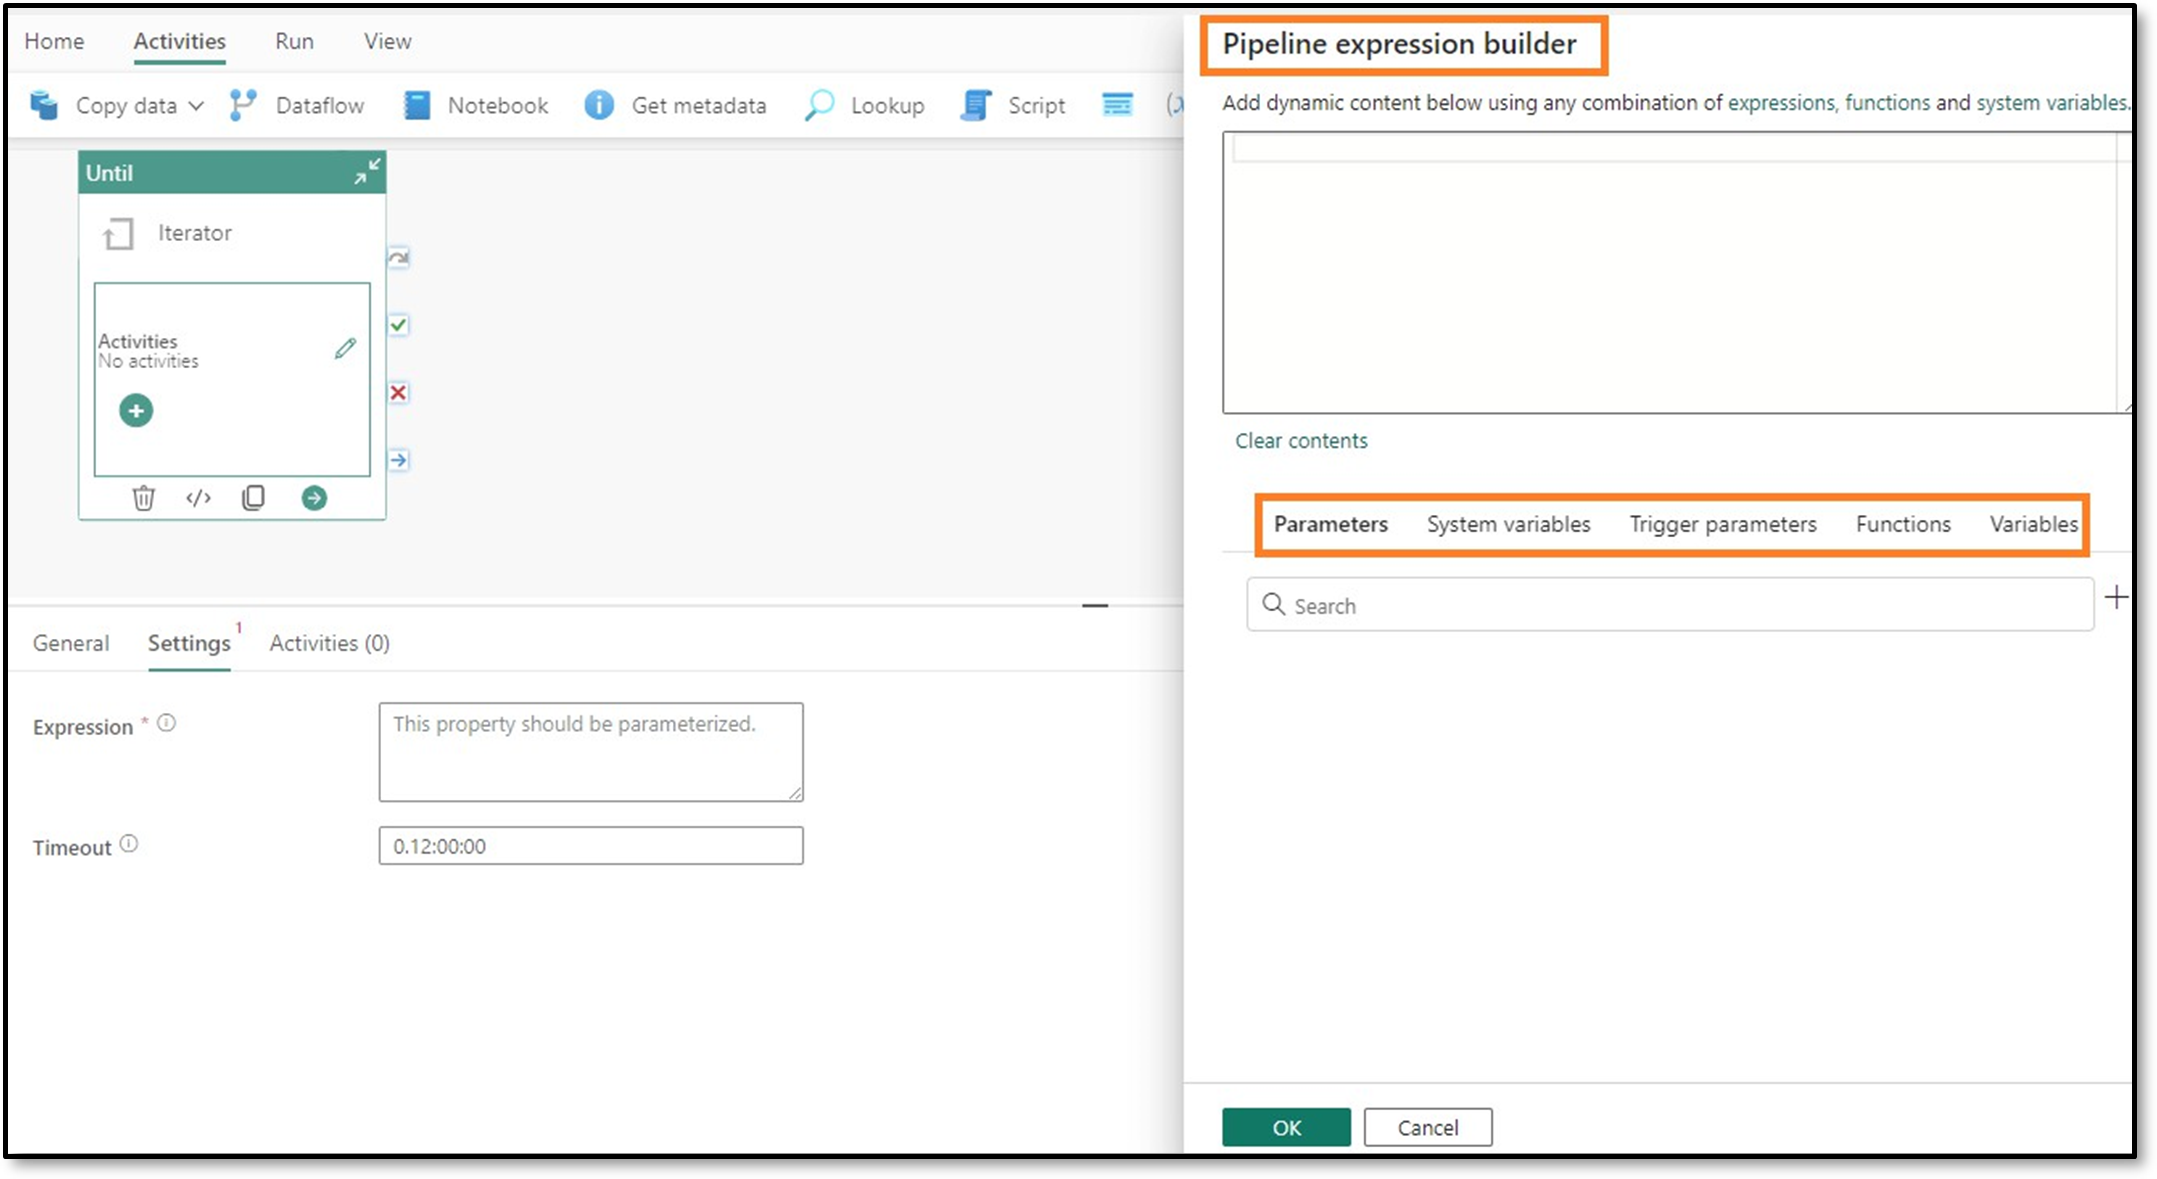 Home Activities Run View
Copy data Dataflow Notebook Get metadata Lookup Script (x
Until
Iterator
Activities
No activities
General Settings 1 Activities (0)
Expression * This property should be parameterized.
Timeout 0.12:00:00
Pipeline expression builder
Add dynamic content below using any combination of expressions, functions and system variables.
Clear contents
Parameters System variables Trigger parameters Functions Variables
Search
OK Cancel